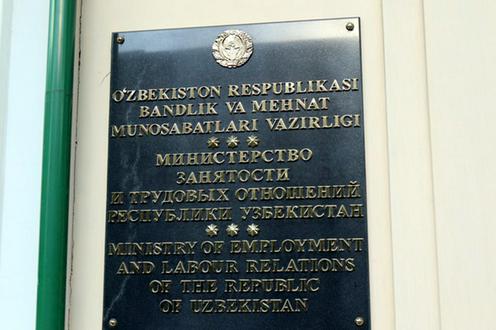 O'ZBEKISTON RESPUBLIKASI
BANDLIK VA MEHNAT
MUNOSABATLARI VAZIRLIGI
МИНИСТЕРСТВО
ЗАНЯТОСТИ
И ТРУДОВЫХ ОТНОШЕНИЙ
РЕСПУБЛИКИ УЗБЕКИСТАН
MINISTRY OF EMPLOYMENT
AND LABOUR RELATIONS
OF THE REPUBLIC
OF UZBEKISTAN